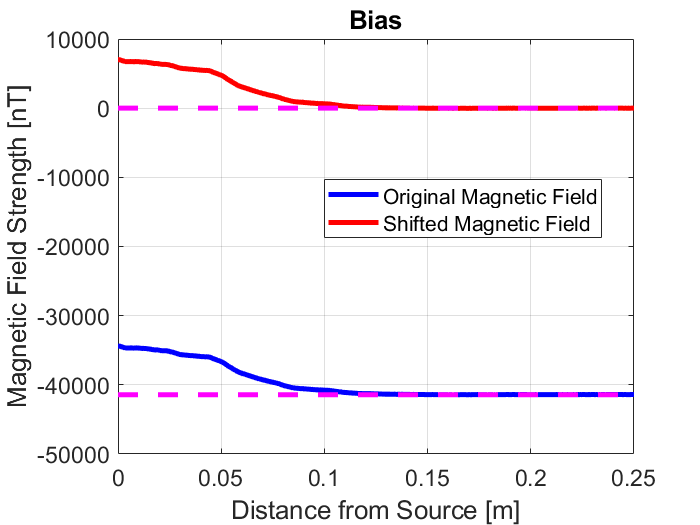 Bias
Magnetic Field Strength [nT]
10000
0
-10000
-20000
-30000
-40000
-50000
Original Magnetic Field
Shifted Magnetic Field
0 0.05 0.1 0.15 0.2 0.25
Distance from Source [m]